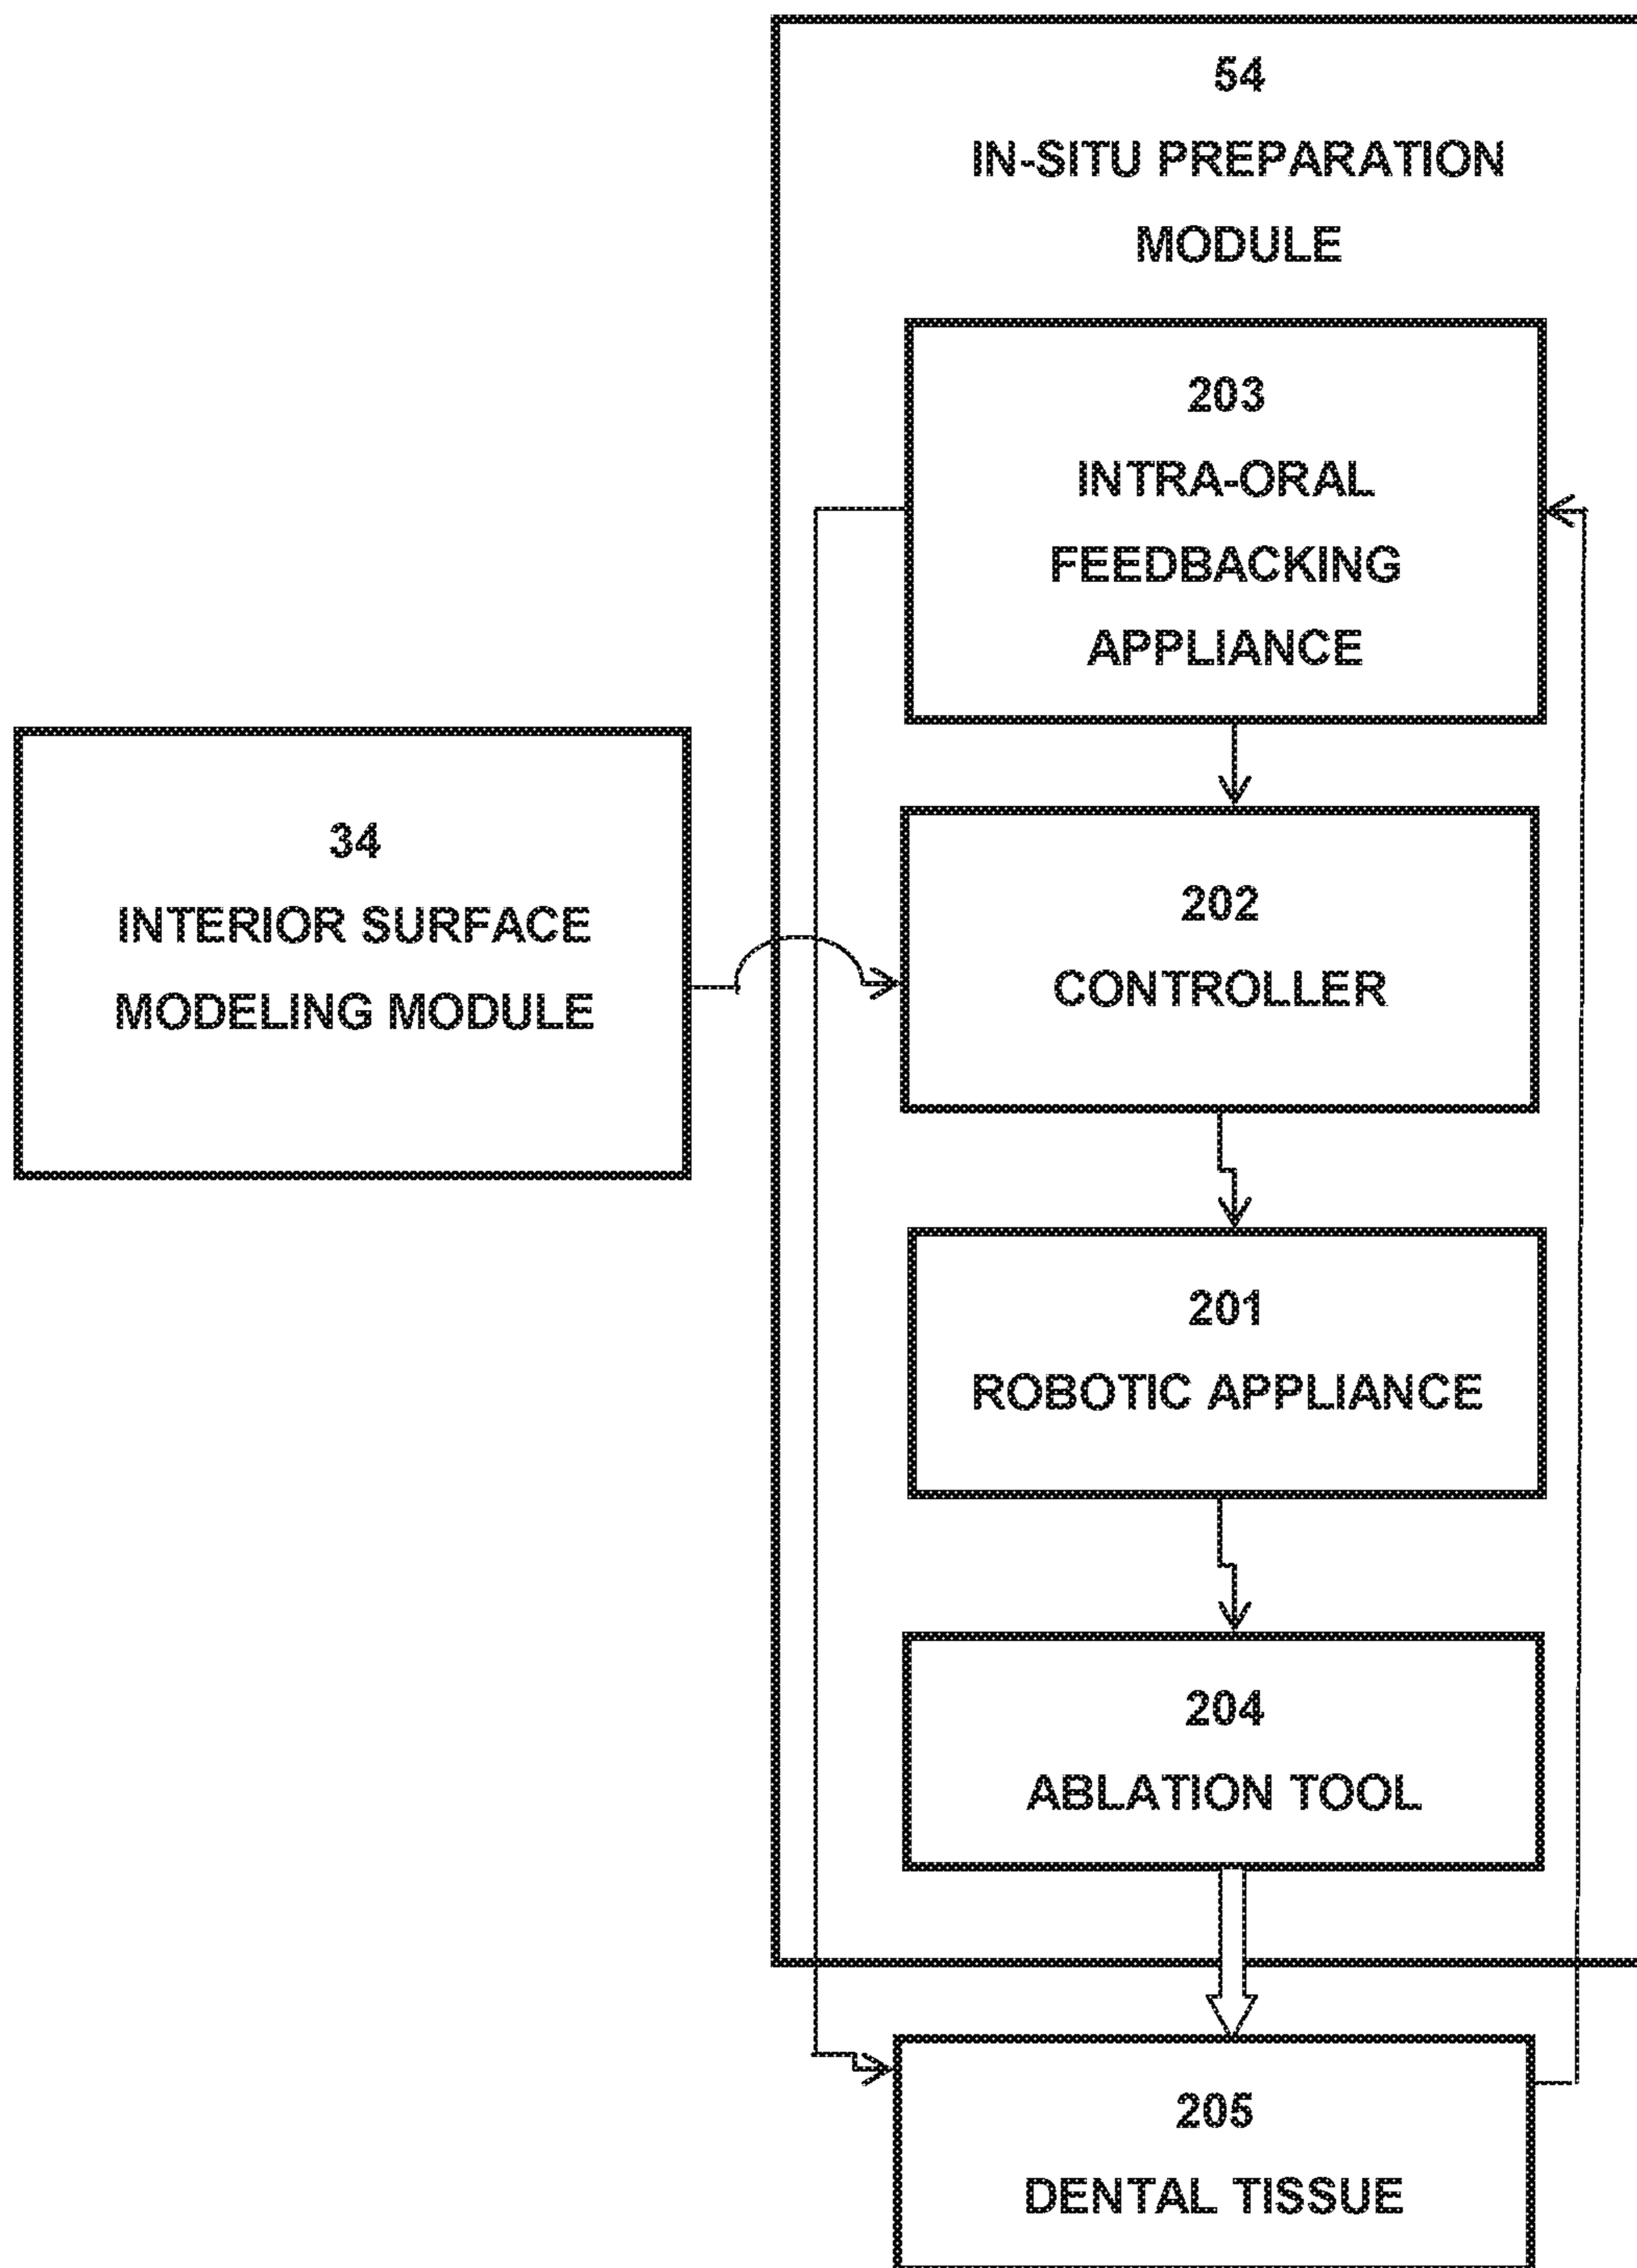 54
IN-SITU PREPARATION
MODULE
203
INTRA-ORAL
FEEDBACKING
APPLIANCE
34
INTERIOR SURFACE
MODELING MODULE
202
CONTROLLER
201
ROBOTIC APPLIANCE
204
ABLATION TOOL
205
DENTAL TISSUE